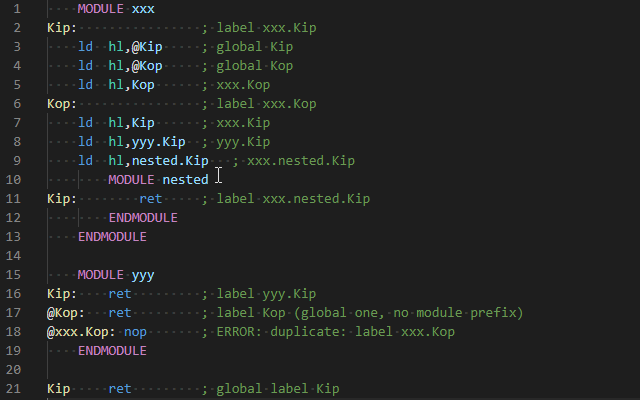 1 MODULE xxx
2 Kip: ; label xxx.Kip
3 ld hl,@Kip ; global Kip
4 ld hl,@Kop ; global Kop
5 ld hl,Kop ; xxx.Kop
6 Kop: ; label xxx.Kop
7 ld hl,Kip ; xxx.Kip
8 ld hl,yyy.Kip ; yyy.Kip
9 ld hl,nested.Kip ; xxx.nested.Kip
10 MODULE nested
11 Kip: ret ; label xxx.nested.Kip
12 ENDMODULE
13 ENDMODULE
14
15 MODULE yyy
16 Kip: ret ; label yyy.Kip
17 @Kop: ret ; label Kop (global one, no module prefix)
18 @xxx.Kop: nop ; ERROR: duplicate: label xxx.Kop
19 ENDMODULE
20
21 Kip ret ; global label Kip